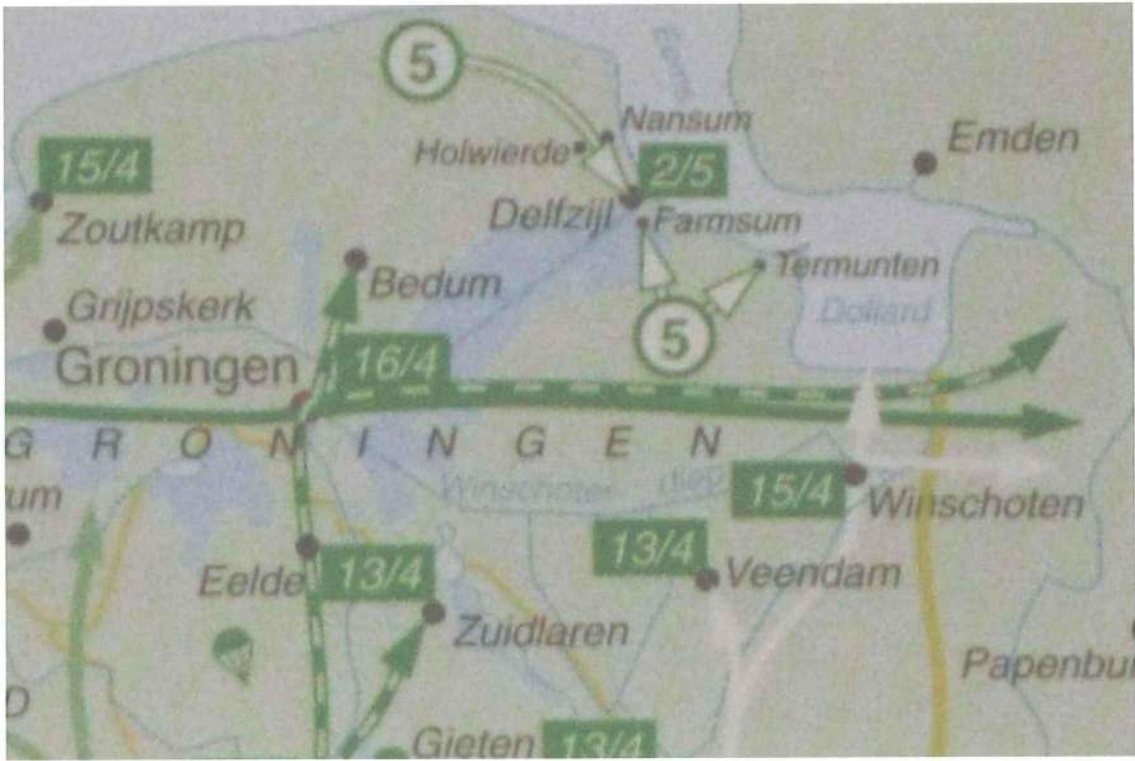 5
Nansum
Holwierde
Emden
15/4
2/5
Zoutkamp
Delfzijl
Farmsum
Bedum
Termunten
Grijpskerk
Dollard
5
Groningen
16/4
GRONINGEN
Winschoter diep
15/4
Winschoten
um
13/4
13/4
Veendam
Eelde
Zuidlaren
Papenbu
D
Gieten
13/4